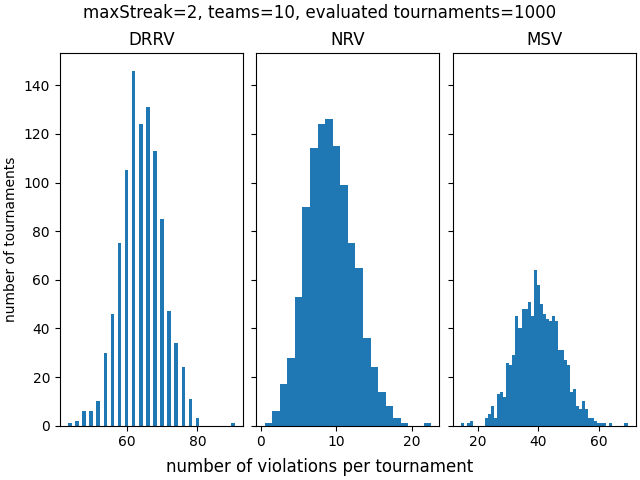 maxStreak=2, teams=10, evaluated tournaments=1000
DRRV
NRV
MSV
number of tournaments
140
120
100
80
60
40
20
0
60 80
0 10 20
20 40 60
number of violations per tournament